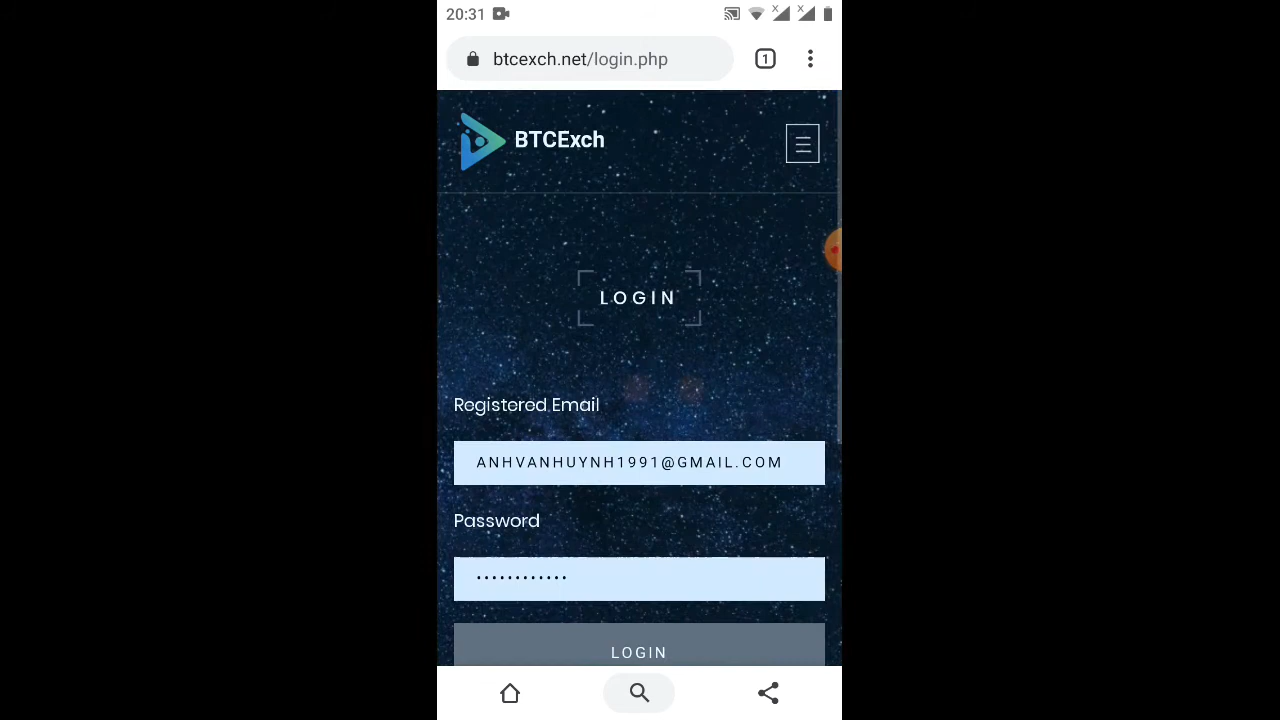 20:31
btcexch.net/login.php
1
BTCExch
LOGIN
Registered Email
ANHVANHUYNH1991@GMAIL.COM
Password
••••••••••••
LOGIN